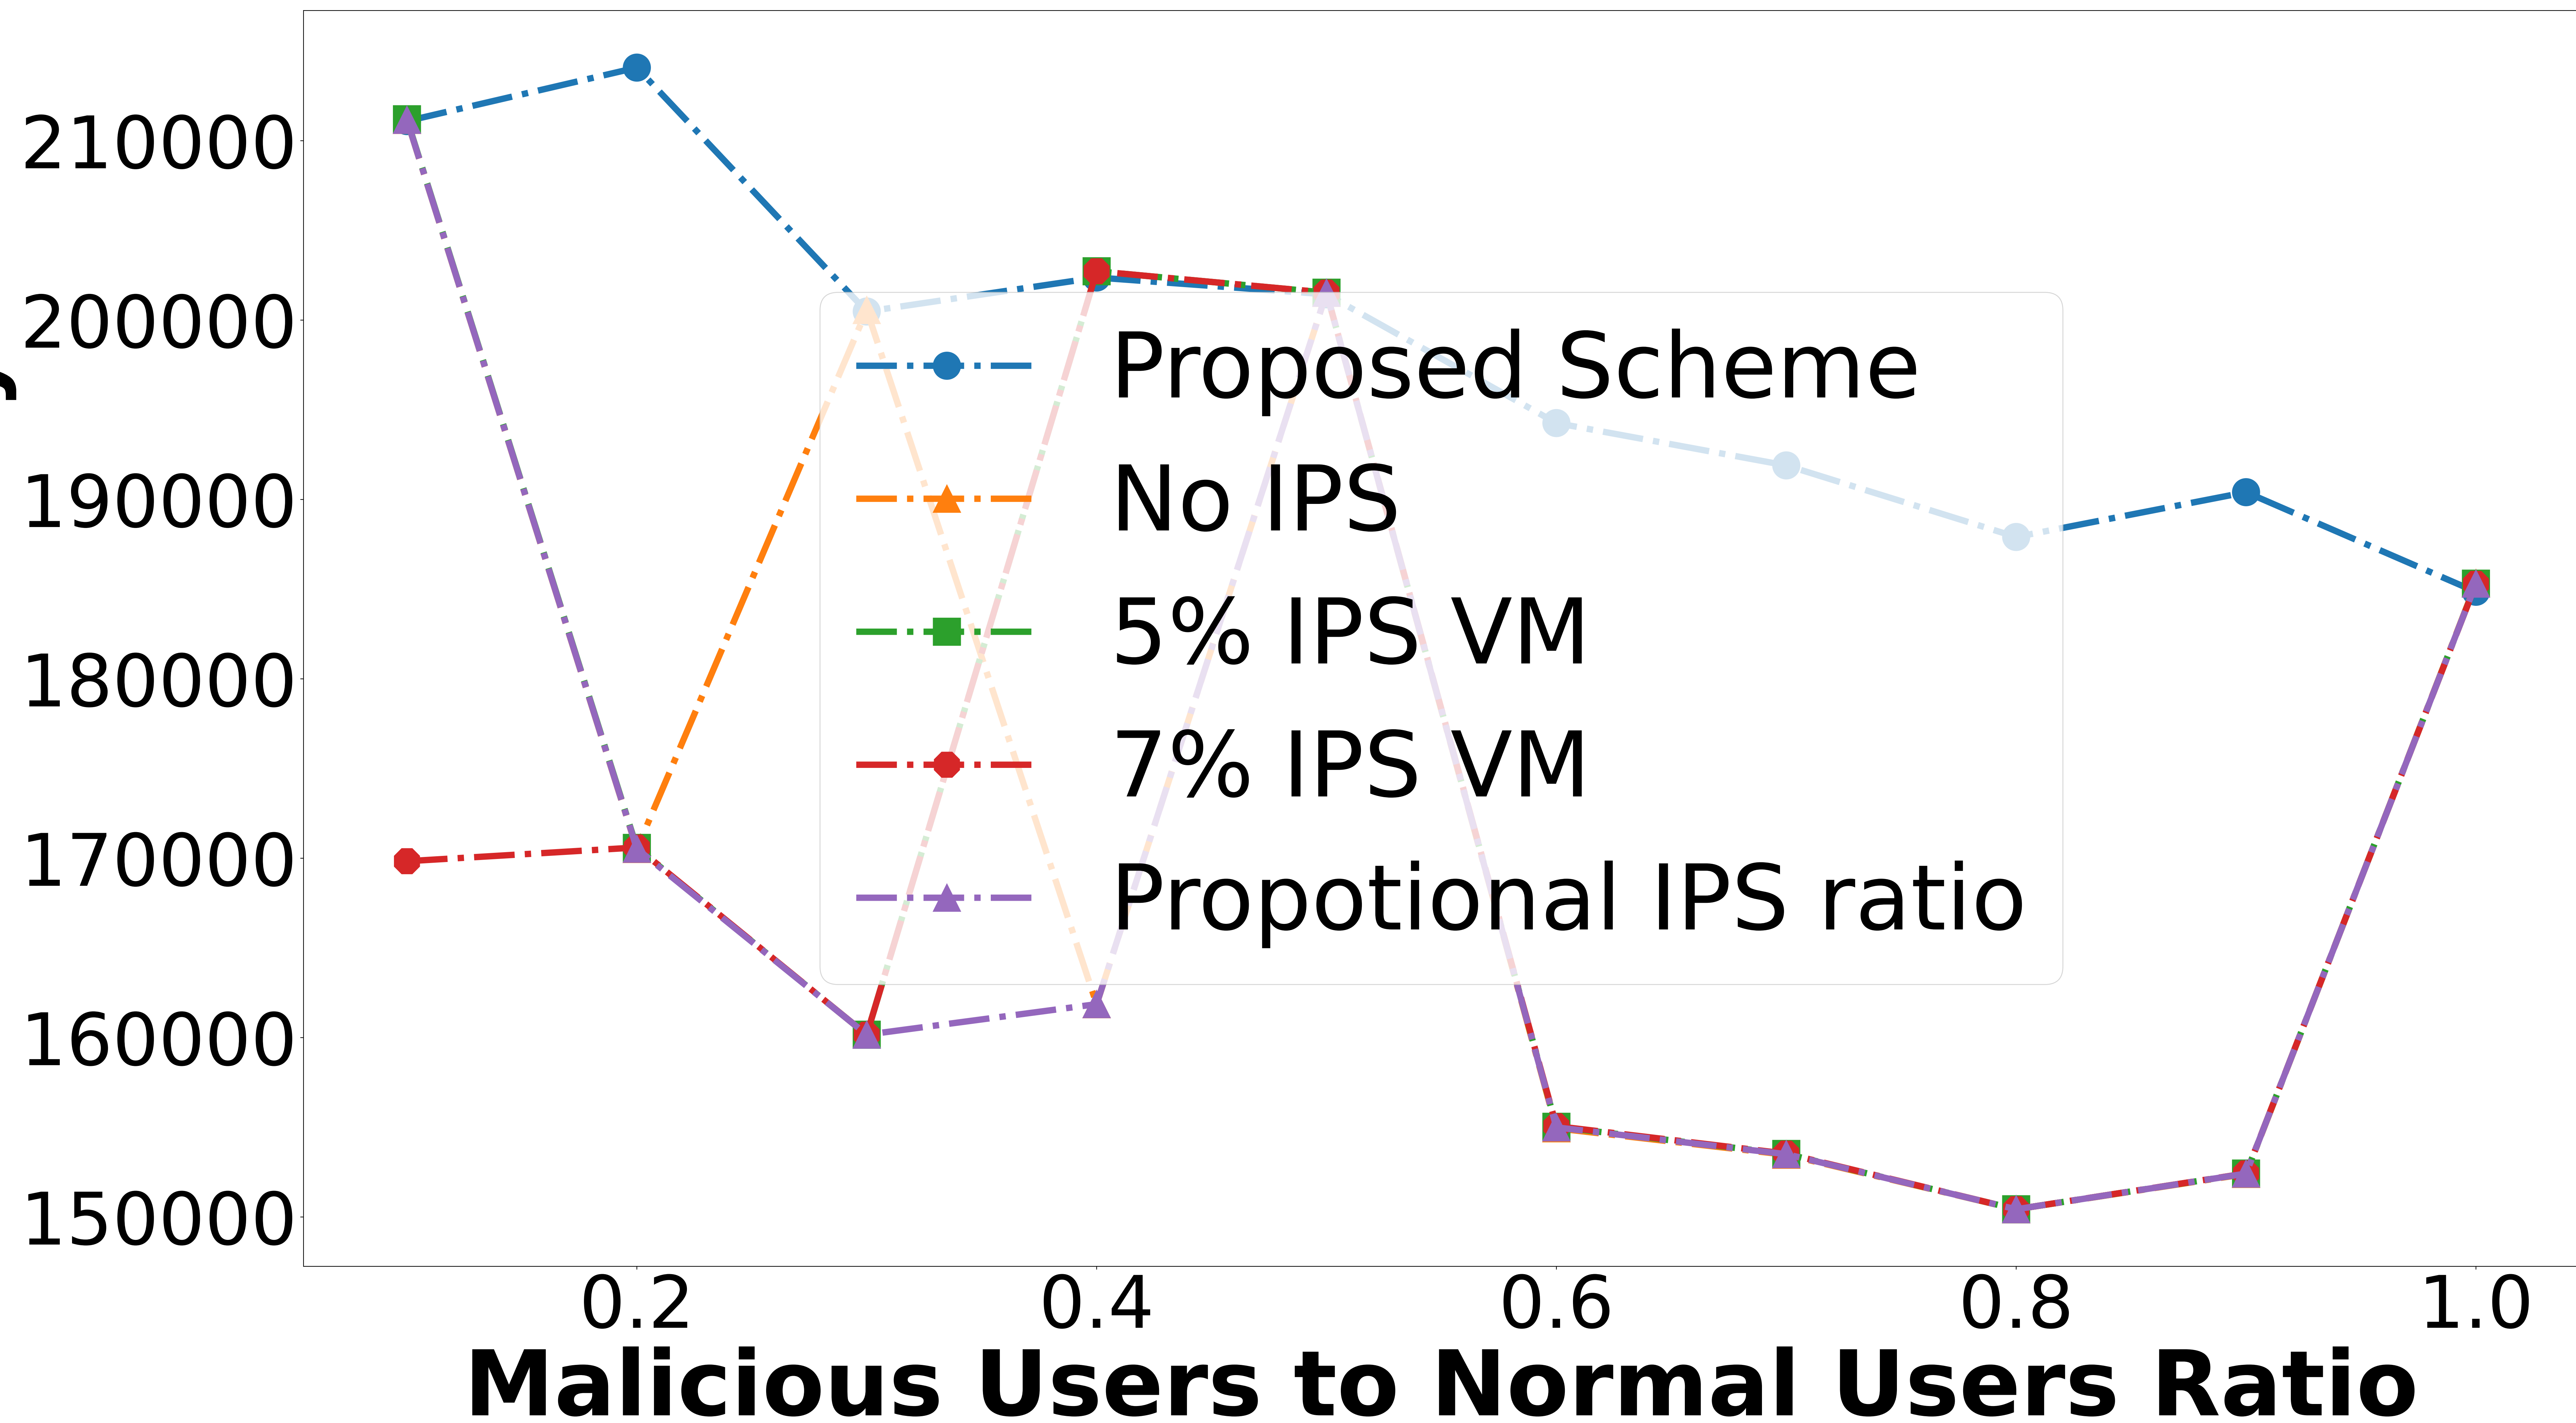 210000
200000
190000
180000
170000
160000
150000
Proposed Scheme
No IPS
5% IPS VM
7% IPS VM
Propotional IPS ratio
0.2 0.4 0.6 0.8 1.0
Malicious Users to Normal Users Ratio